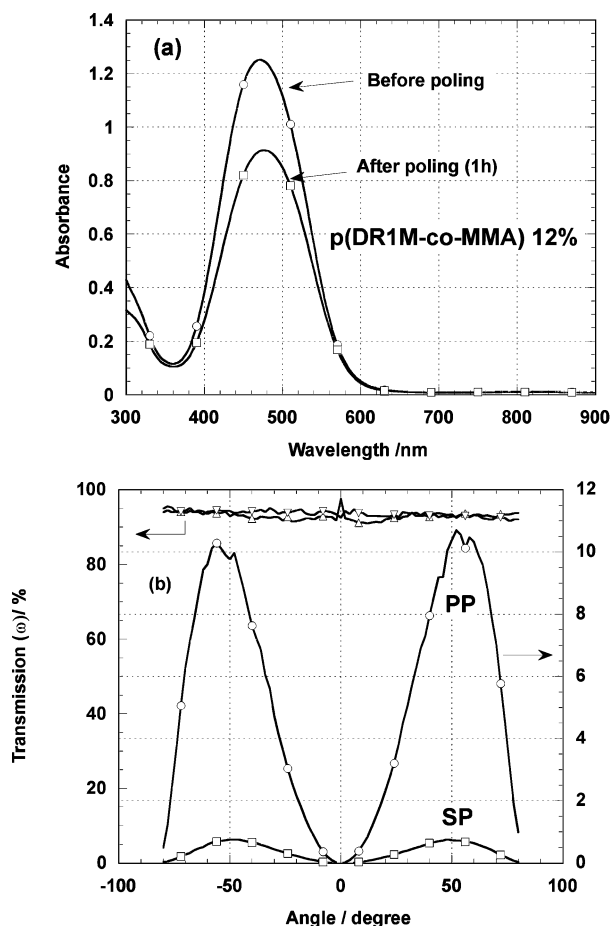 (a)
1.4
1.2
1
0.8
0.6
0.4
0.2
0
Absorbance
Before poling
After poling (1h)
p(DR1M-co-MMA) 12%
300 400 500 600 700 800 900
Wavelength /nm
(b)
100
80
60
40
20
0
Transmission (ω)/ %
12
10
8
6
4
2
0
PP
SP
-100 -50 0 50 100
Angle / degree